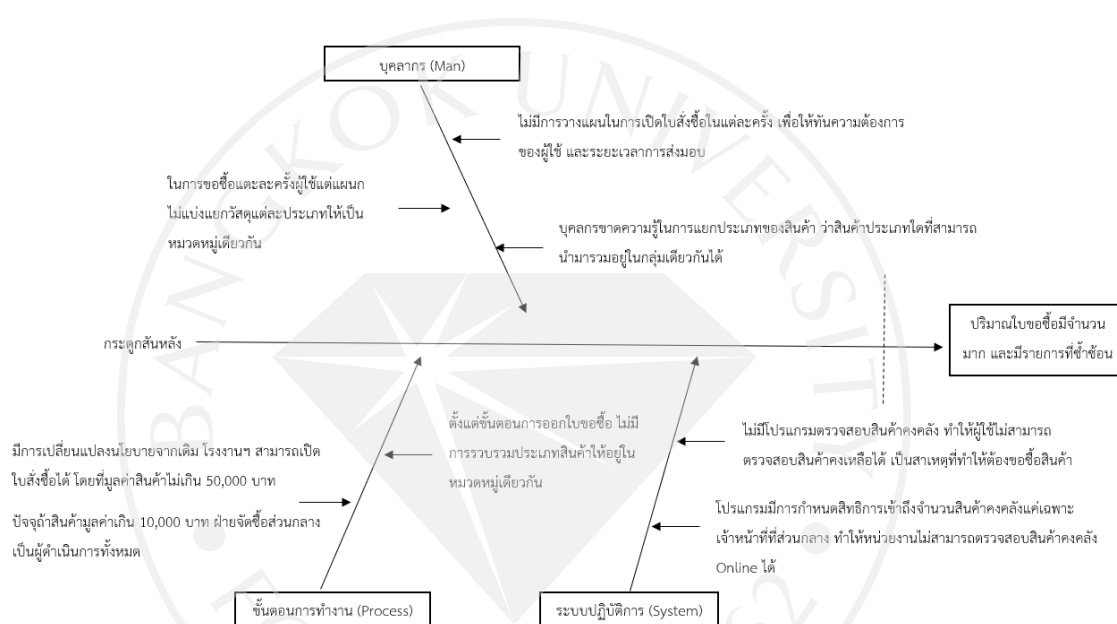 บุคลากร (Man)
ไม่มีการวางแผนในการเปิดใบสั่งซื้อในแต่ละครั้ง เพื่อให้ทันความต้องการ
ของผู้ใช้ และระยะเวลาการส่งมอบ
ในการขอซื้อแตะละครั้งผู้ใช้แต่แผนก
ไม่แบ่งแยกวัสดุแต่ละประเภทให้เป็น
หมวดหมู่เดียวกัน
บุคลกรขาดความรู้ในการแยกประเภทของสินค้า ว่าสินค้าประเภทใดที่สามารถ
นำมารวมอยู่ในกลุ่มเดียวกันได้
กระดูกสันหลัง
ปริมาณใบขอซื้อมีจำนวน
มาก และมีรายการที่ซ้ำซ้อน
ตั้งแต่ขั้นตอนการออกใบขอซื้อ ไม่มี
การรวบรวมประเภทสินค้าให้อยู่ใน
หมวดหมู่เดียวกัน
มีการเปลี่ยนแปลงนโยบายจากเดิม โรงงานฯ สามารถเปิด
ใบสั่งซื้อได้ โดยที่มูลค่าสินค้าไม่เกิน 50,000 บาท
ปัจจุถ้าสินค้ามูลค่าเกิน 10,000 บาท ฝ่ายจัดซื้อส่วนกลาง
เป็นผู้ดำเนินการทั้งหมด
ไม่มีโปรแกรมตรวจสอบสินค้าคงคลัง ทำให้ผู้ใช้ไม่สามารถ
ตรวจสอบสินค้าคงเหลือได้ เป็นสาเหตุที่ทำให้ต้องขอซื้อสินค้า
โปรแกรมมีการกำหนดสิทธิการเข้าถึงจำนวนสินค้าคงคลังแค่เฉพาะ
เจ้าหน้าที่ที่ส่วนกลาง ทำให้หน่วยงานไม่สามารถตรวจสอบสินค้าคงคลัง
Online ได้
ขั้นตอนการทำงาน (Process)
ระบบปฏิบัติการ (System)
BANGKOK UNIVERSITY